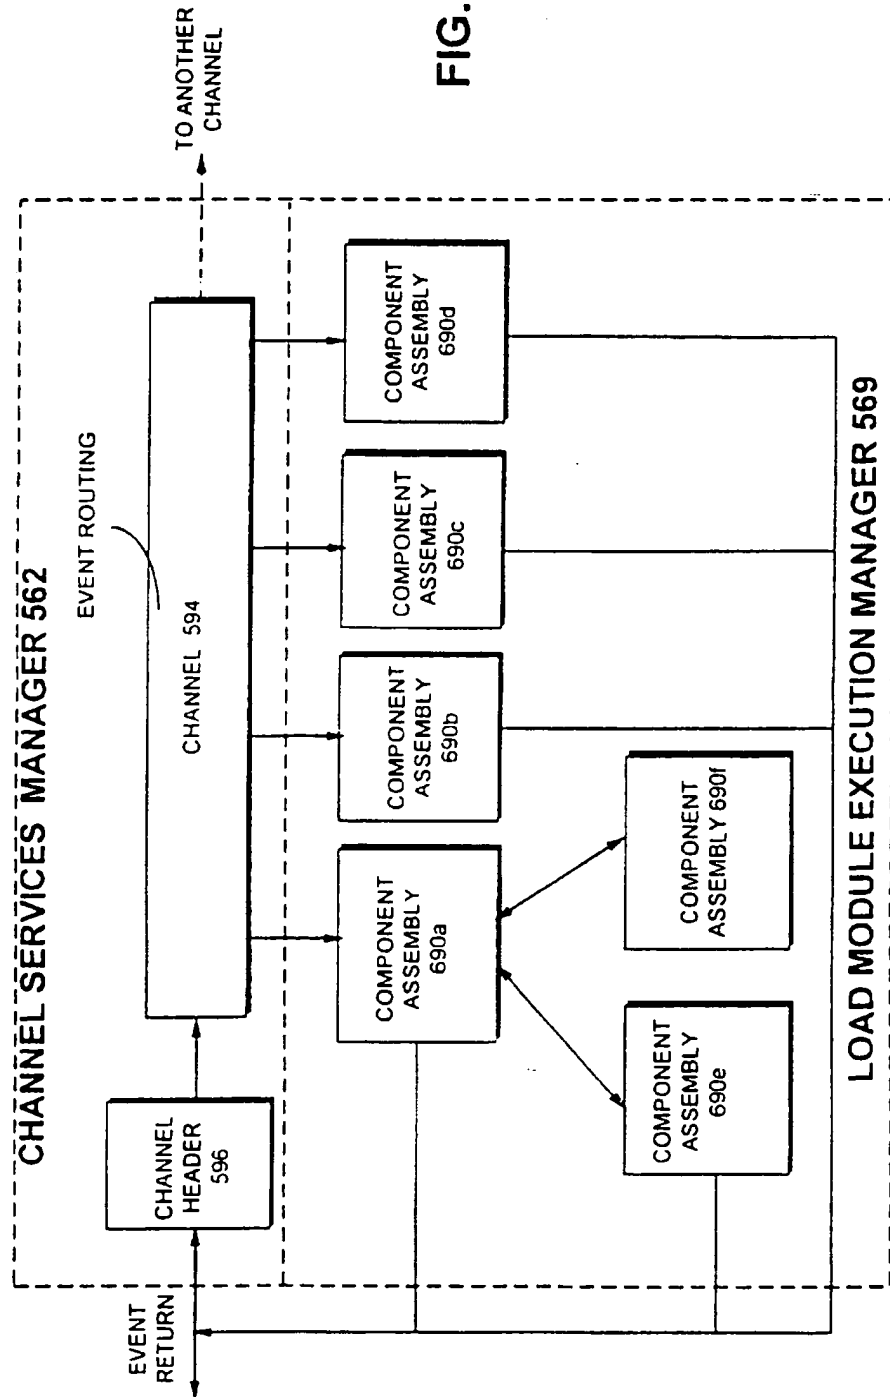 CHANNEL SERVICES MANAGER 562
EVENT ROUTING
TO ANOTHER
CHANNEL
EVENT
RETURN
CHANNEL
HEADER
596
CHANNEL 594
COMPONENT
ASSEMBLY
690a
COMPONENT
ASSEMBLY
690b
COMPONENT
ASSEMBLY
690c
COMPONENT
ASSEMBLY
690d
COMPONENT
ASSEMBLY
690e
COMPONENT
ASSEMBLY 690f
LOAD MODULE EXECUTION MANAGER 569
FIG.